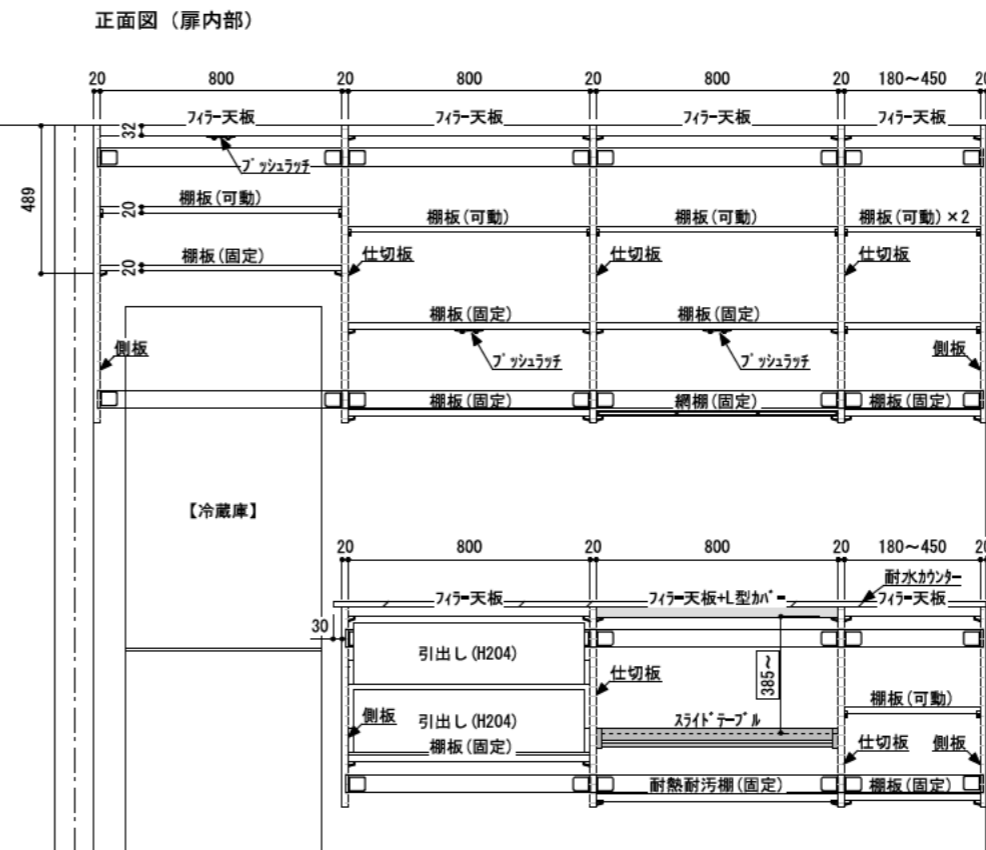 正面図（扉内部）
20 800 20 800 20 800 20 180～450 20
フィラー天板 フィラー天板 フィラー天板 フィラー天板
32
プッシュラッチ
489
棚板(可動)
20
棚板(可動) 棚板(可動) 棚板(可動)×2
棚板(固定)
20
仕切板 仕切板 仕切板
棚板(固定) 棚板(固定)
側板 プッシュラッチ プッシュラッチ 側板
棚板(固定) 網棚(固定) 棚板(固定)
【冷蔵庫】
20 800 20 800 20 180～450 20
耐水カウンター
フィラー天板 フィラー天板+L型カバー フィラー天板
30
引出し(H204)
385～
仕切板
棚板(可動)
側板 引出し(H204) スライドテーブル
棚板(固定) 仕切板 側板
耐熱耐汚棚(固定) 棚板(固定)